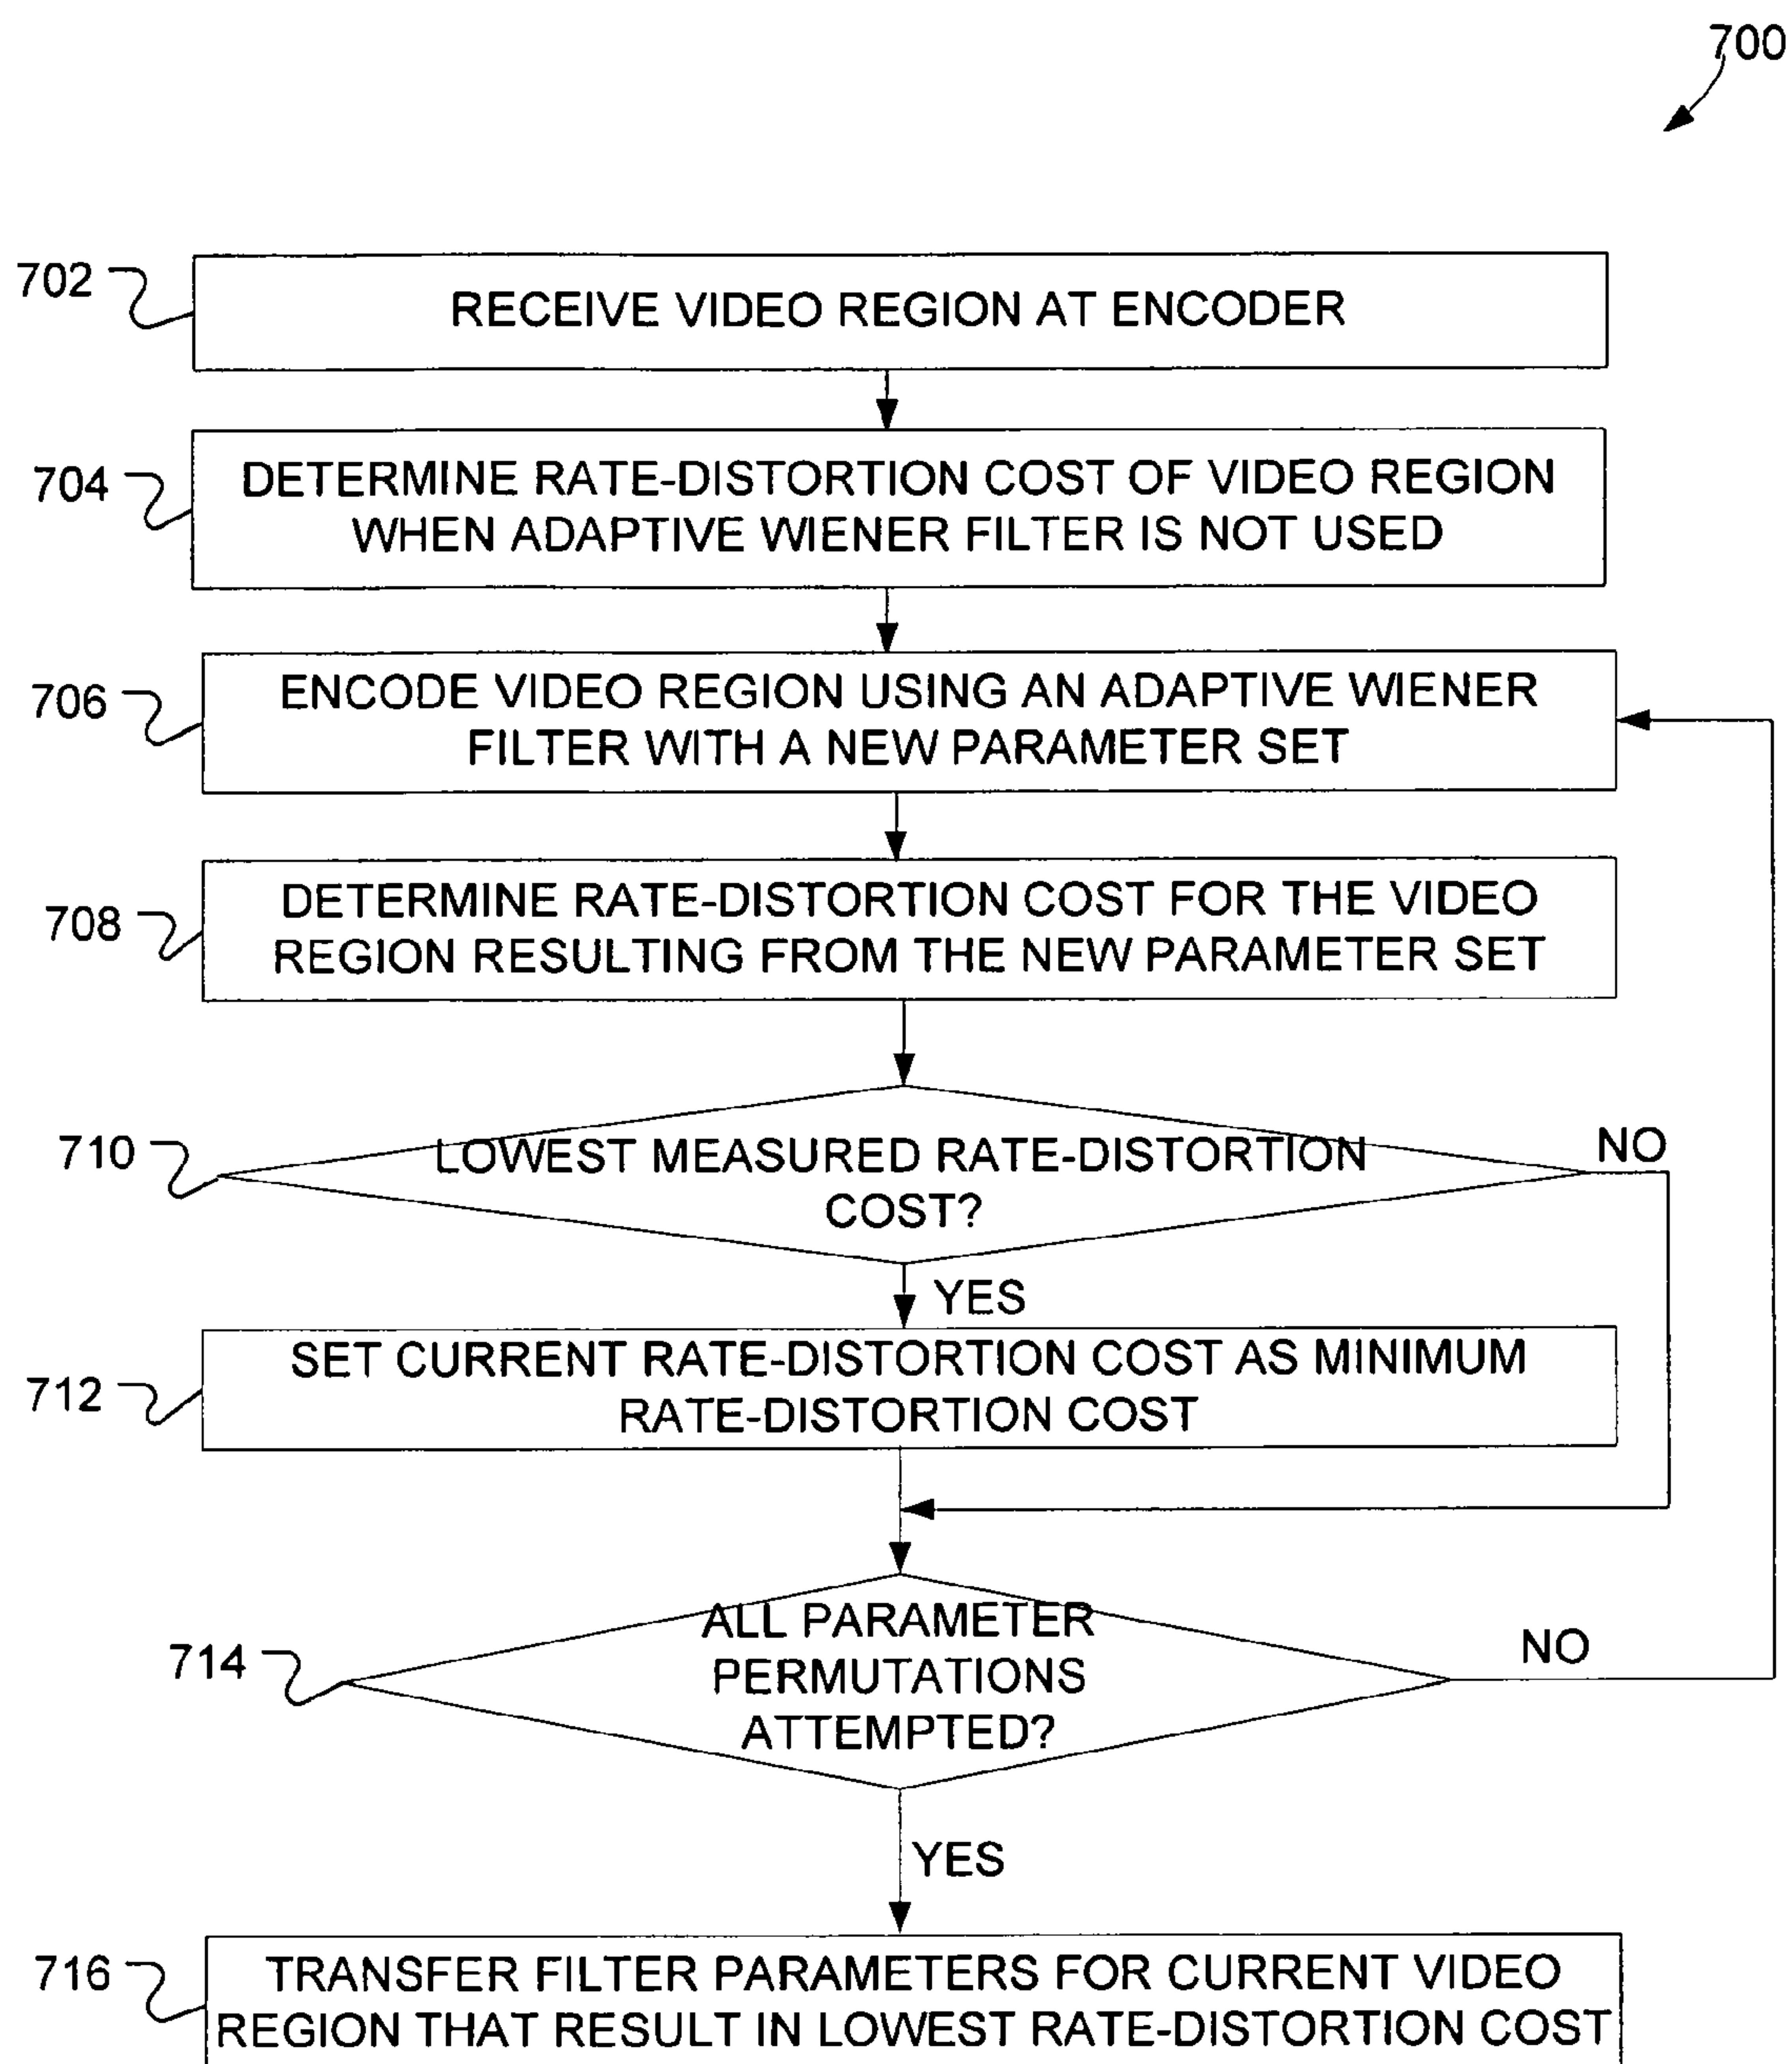 700
702
RECEIVE VIDEO REGION AT ENCODER
704
DETERMINE RATE-DISTORTION COST OF VIDEO REGION
WHEN ADAPTIVE WIENER FILTER IS NOT USED
706
ENCODE VIDEO REGION USING AN ADAPTIVE WIENER
FILTER WITH A NEW PARAMETER SET
708
DETERMINE RATE-DISTORTION COST FOR THE VIDEO
REGION RESULTING FROM THE NEW PARAMETER SET
710
LOWEST MEASURED RATE-DISTORTION
COST?
NO
YES
712
SET CURRENT RATE-DISTORTION COST AS MINIMUM
RATE-DISTORTION COST
714
ALL PARAMETER
PERMUTATIONS
ATTEMPTED?
NO
YES
716
TRANSFER FILTER PARAMETERS FOR CURRENT VIDEO
REGION THAT RESULT IN LOWEST RATE-DISTORTION COST